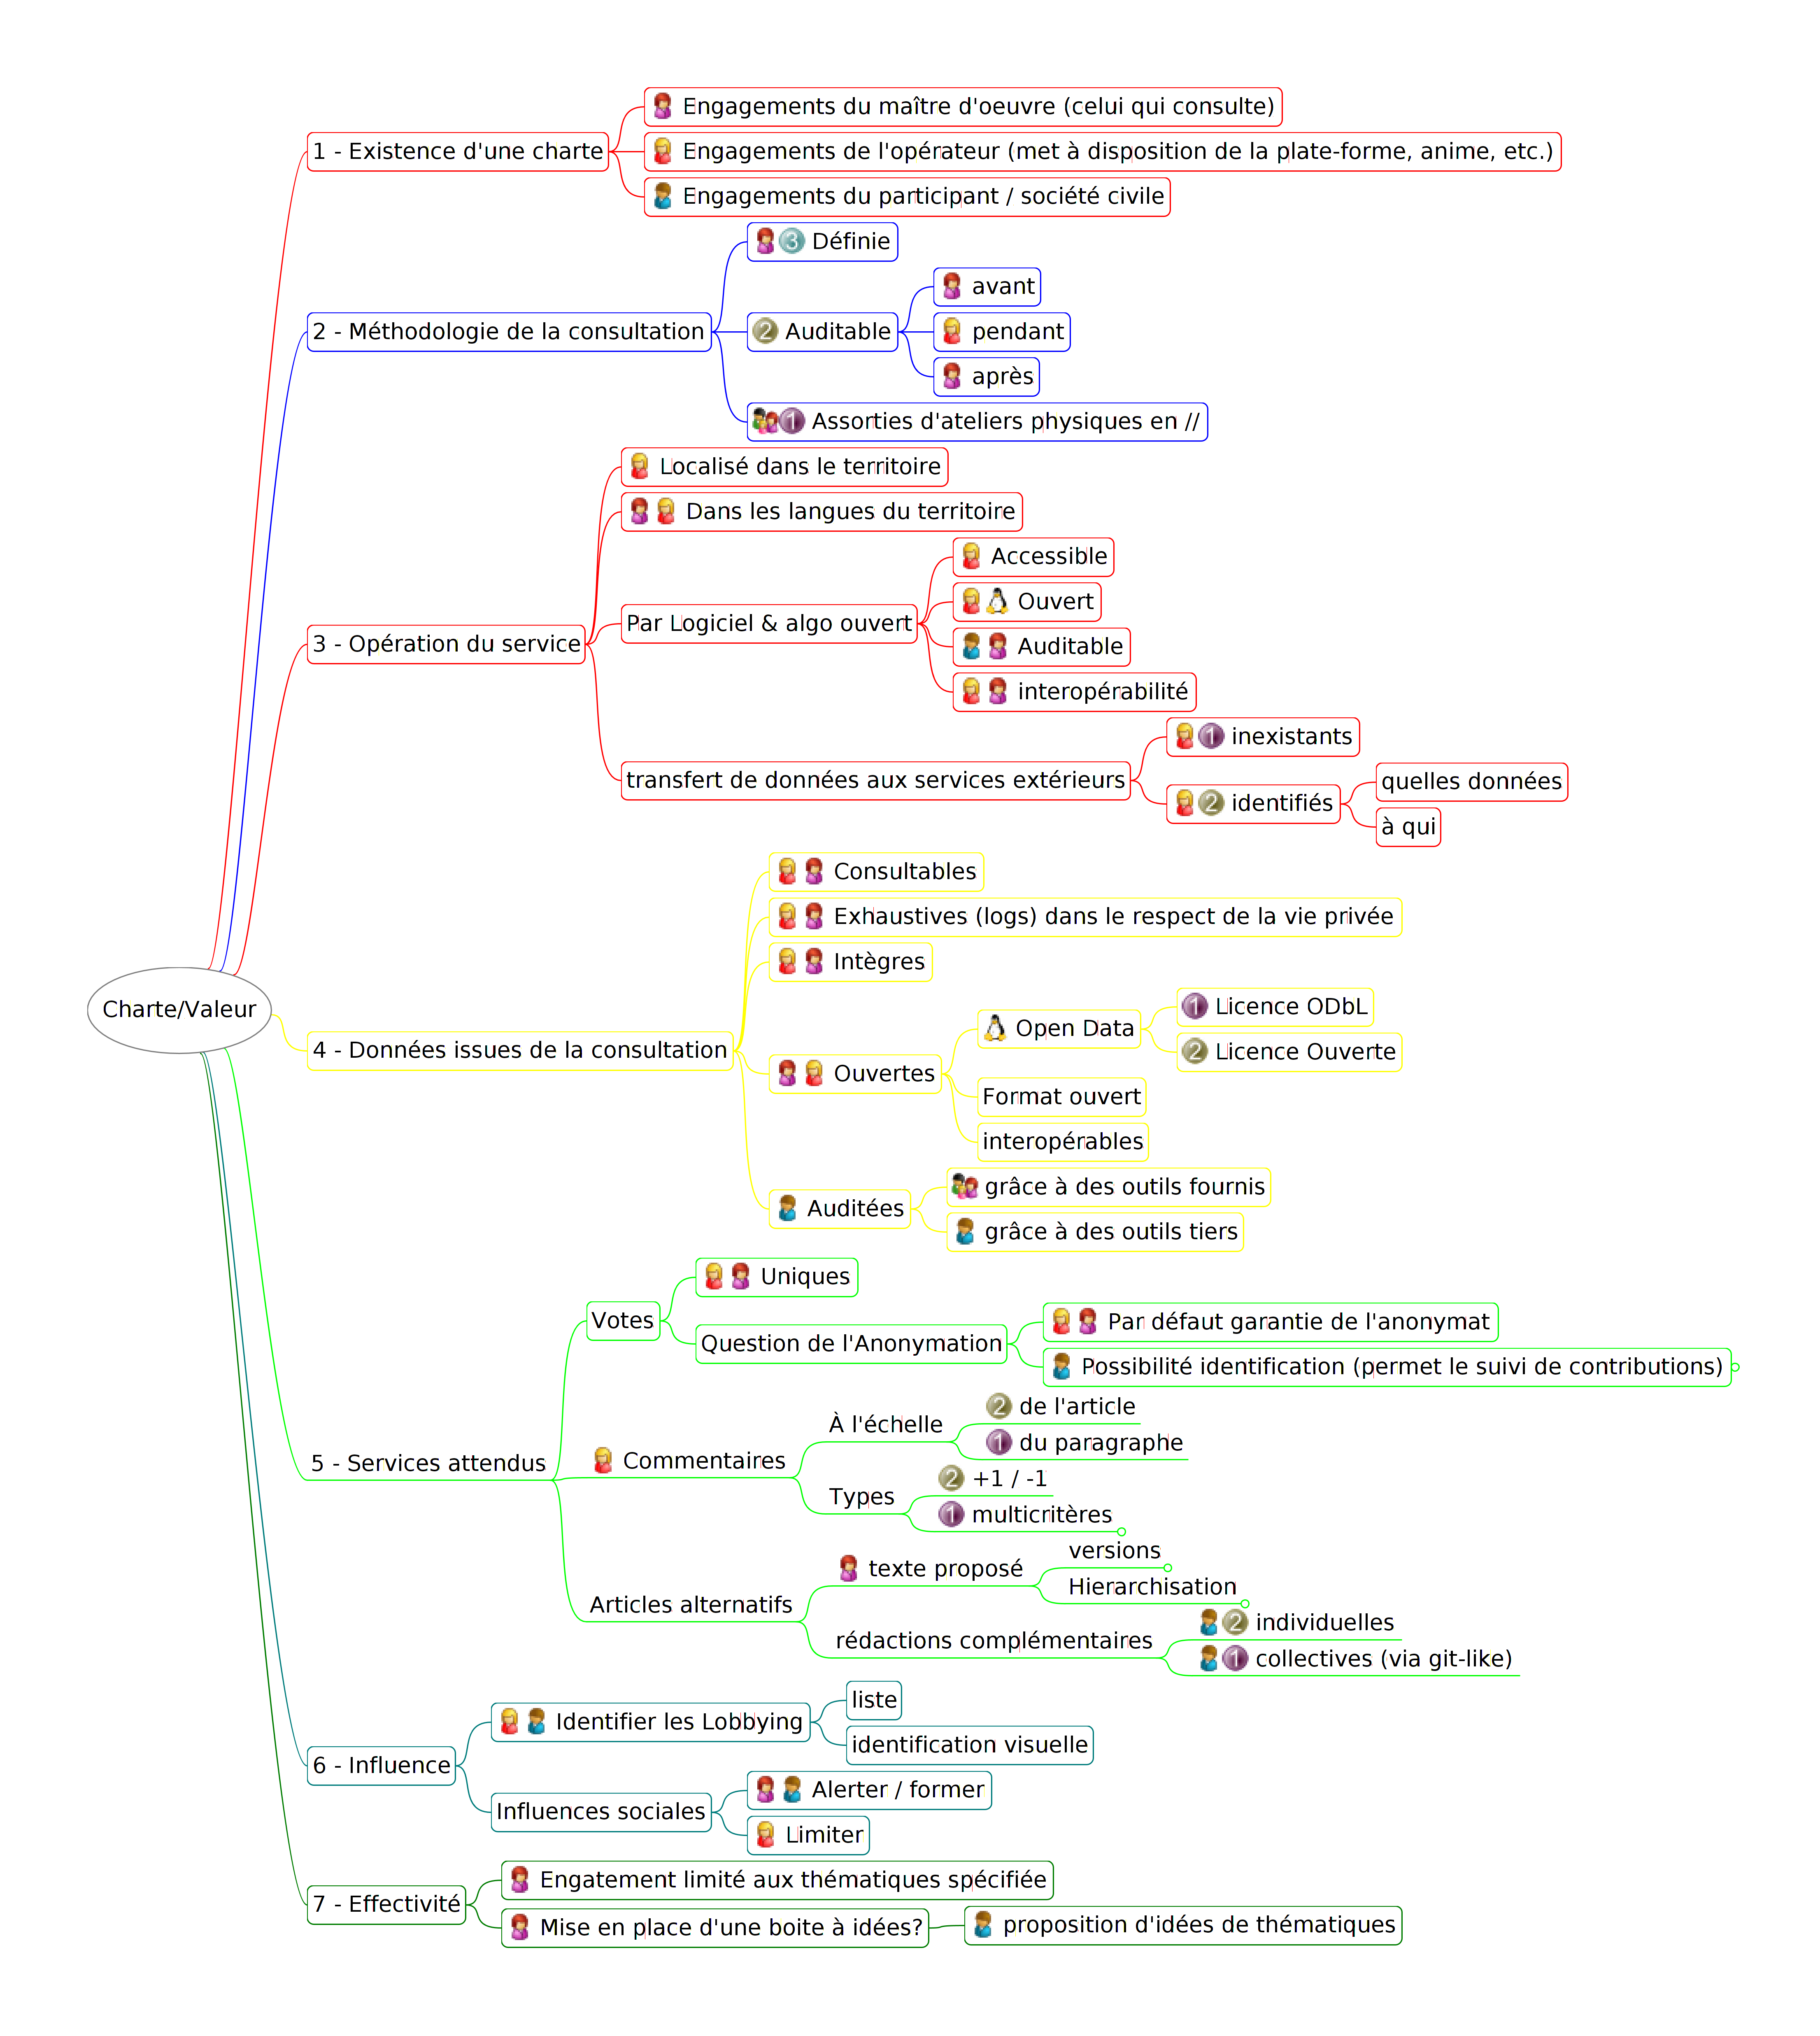 1 - Existence d'une charte
Engagements du maître d'oeuvre (celui qui consulte)
Engagements de l'opérateur (met à disposition de la plate-forme, anime, etc.)
Engagements du participant / société civile
2 - Méthodologie de la consultation
3 Définie
2 Auditable
avant
pendant
après
1 Assorties d'ateliers physiques en //
3 - Opération du service
Localisé dans le territoire
Dans les langues du territoire
Par Logiciel & algo ouvert
Accessible
Ouvert
Auditable
interopérabilité
transfert de données aux services extérieurs
1 inexistants
2 identifiés
quelles données
à qui
Charte/Valeur
4 - Données issues de la consultation
Consultables
Exhaustives (logs) dans le respect de la vie privée
Intègres
Ouvertes
Open Data
1 Licence ODbL
2 Licence Ouverte
Format ouvert
interopérables
Auditées
grâce à des outils fournis
grâce à des outils tiers
5 - Services attendus
Votes
Uniques
Question de l'Anonymation
Par défaut garantie de l'anonymat
Possibilité identification (permet le suivi de contributions)
Commentaires
À l'échelle
2 de l'article
1 du paragraphe
Types
2 +1 / -1
1 multicritères
Articles alternatifs
texte proposé
versions
Hierarchisation
rédactions complémentaires
2 individuelles
1 collectives (via git-like)
6 - Influence
Identifier les Lobbying
liste
identification visuelle
Influences sociales
Alerter / former
Limiter
7 - Effectivité
Engatement limité aux thématiques spécifiée
Mise en place d'une boite à idées?
proposition d'idées de thématiques